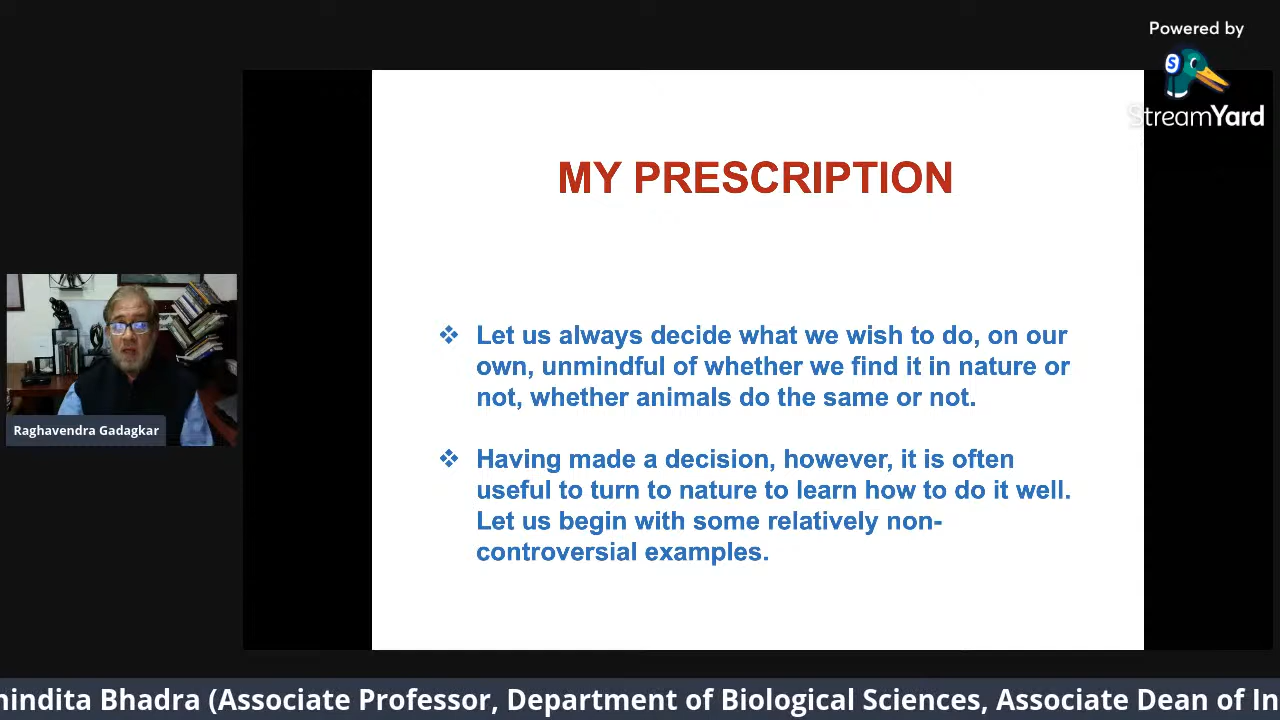 Powered by
StreamYard
MY PRESCRIPTION
❖ Let us always decide what we wish to do, on our
own, unmindful of whether we find it in nature or
not, whether animals do the same or not.
❖ Having made a decision, however, it is often
useful to turn to nature to learn how to do it well.
Let us begin with some relatively non-
controversial examples.
Raghavendra Gadagkar
nindita Bhadra (Associate Professor, Department of Biological Sciences, Associate Dean of In